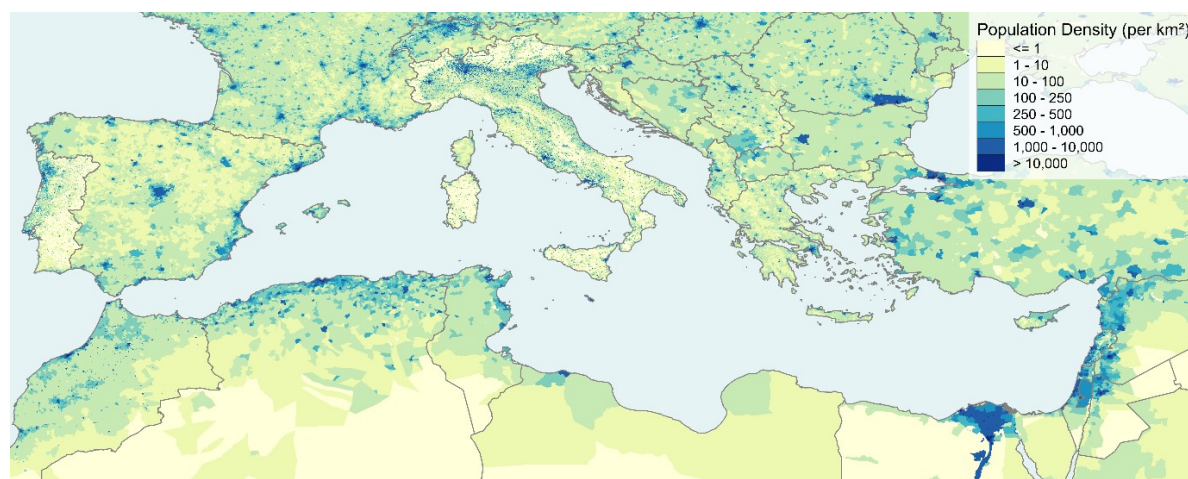 Population Density (per km²)
<= 1
1 - 10
10 - 100
100 - 250
250 - 500
500 - 1,000
1,000 - 10,000
> 10,000